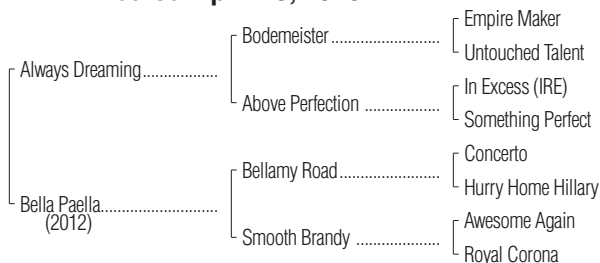 Bodemeister
Empire Maker
Untouched Talent
Always Dreaming
Above Perfection
In Excess (IRE)
Something Perfect
Bellamy Road
Concerto
Hurry Home Hillary
Bella Paella
(2012)
Smooth Brandy
Awesome Again
Royal Corona